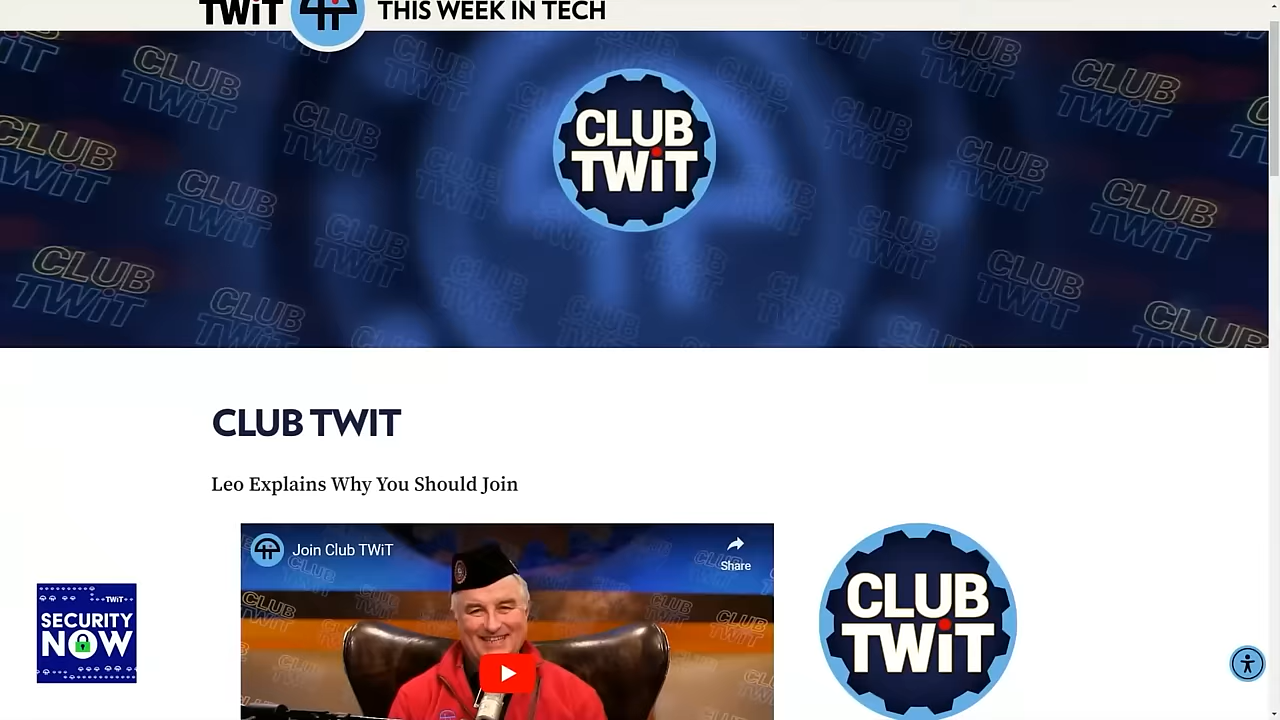 TWiT
THIS WEEK IN TECH
CLUB
TWiT
CLUB TWIT
Leo Explains Why You Should Join
Join Club TWiT
Share
CLUB
TWiT
TWiT
SECURITY
NOW